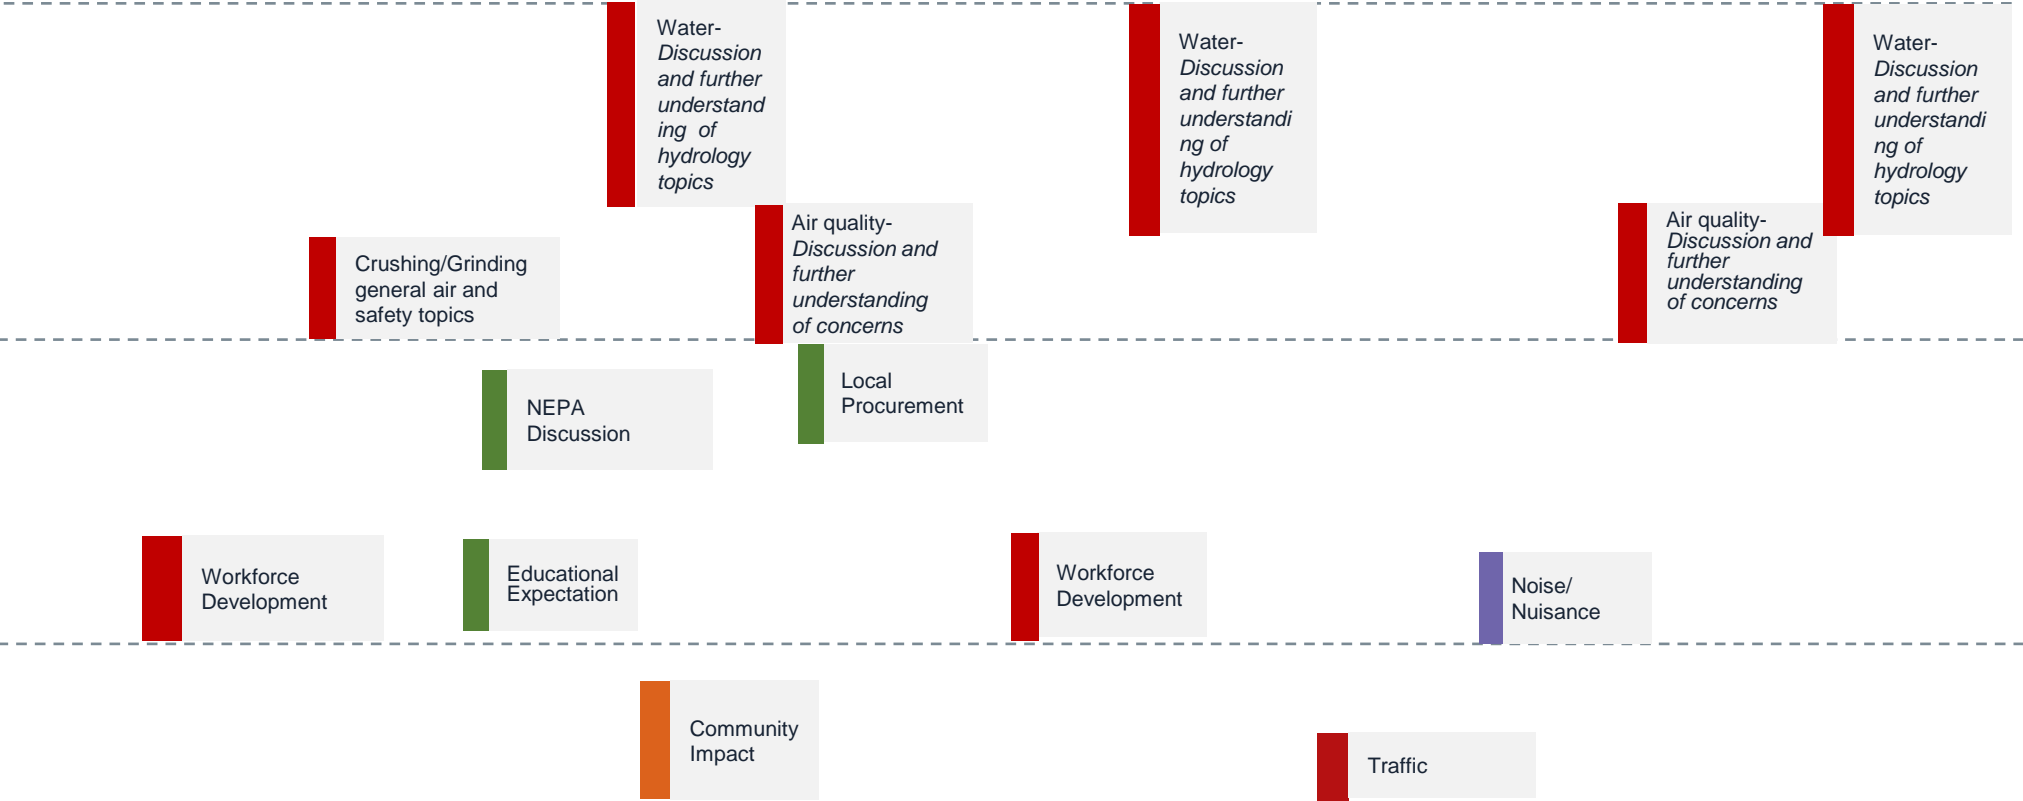 Water-
Discussion
and further
understand
ing of
hydrology
topics
Water-
Discussion
and further
understandi
ng of
hydrology
topics
Water-
Discussion
and further
understandi
ng of
hydrology
topics
Crushing/Grinding
general air and
safety topics
Air quality-
Discussion and
further
understanding
of concerns
Air quality-
Discussion and
further
understanding
of concerns
NEPA
Discussion
Local
Procurement
Workforce
Development
Educational
Expectation
Workforce
Development
Noise/
Nuisance
Community
Impact
Traffic